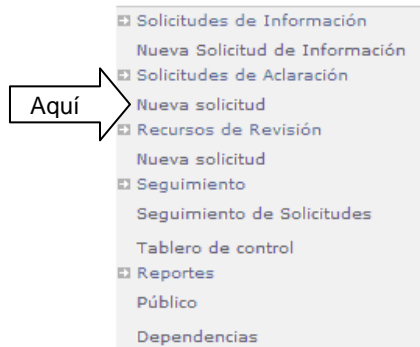 Solicitudes de Información
Nueva Solicitud de Información
Solicitudes de Aclaración
Aquí
Nueva solicitud
Recursos de Revisión
Nueva solicitud
Seguimiento
Seguimiento de Solicitudes
Tablero de control
Reportes
Público
Dependencias